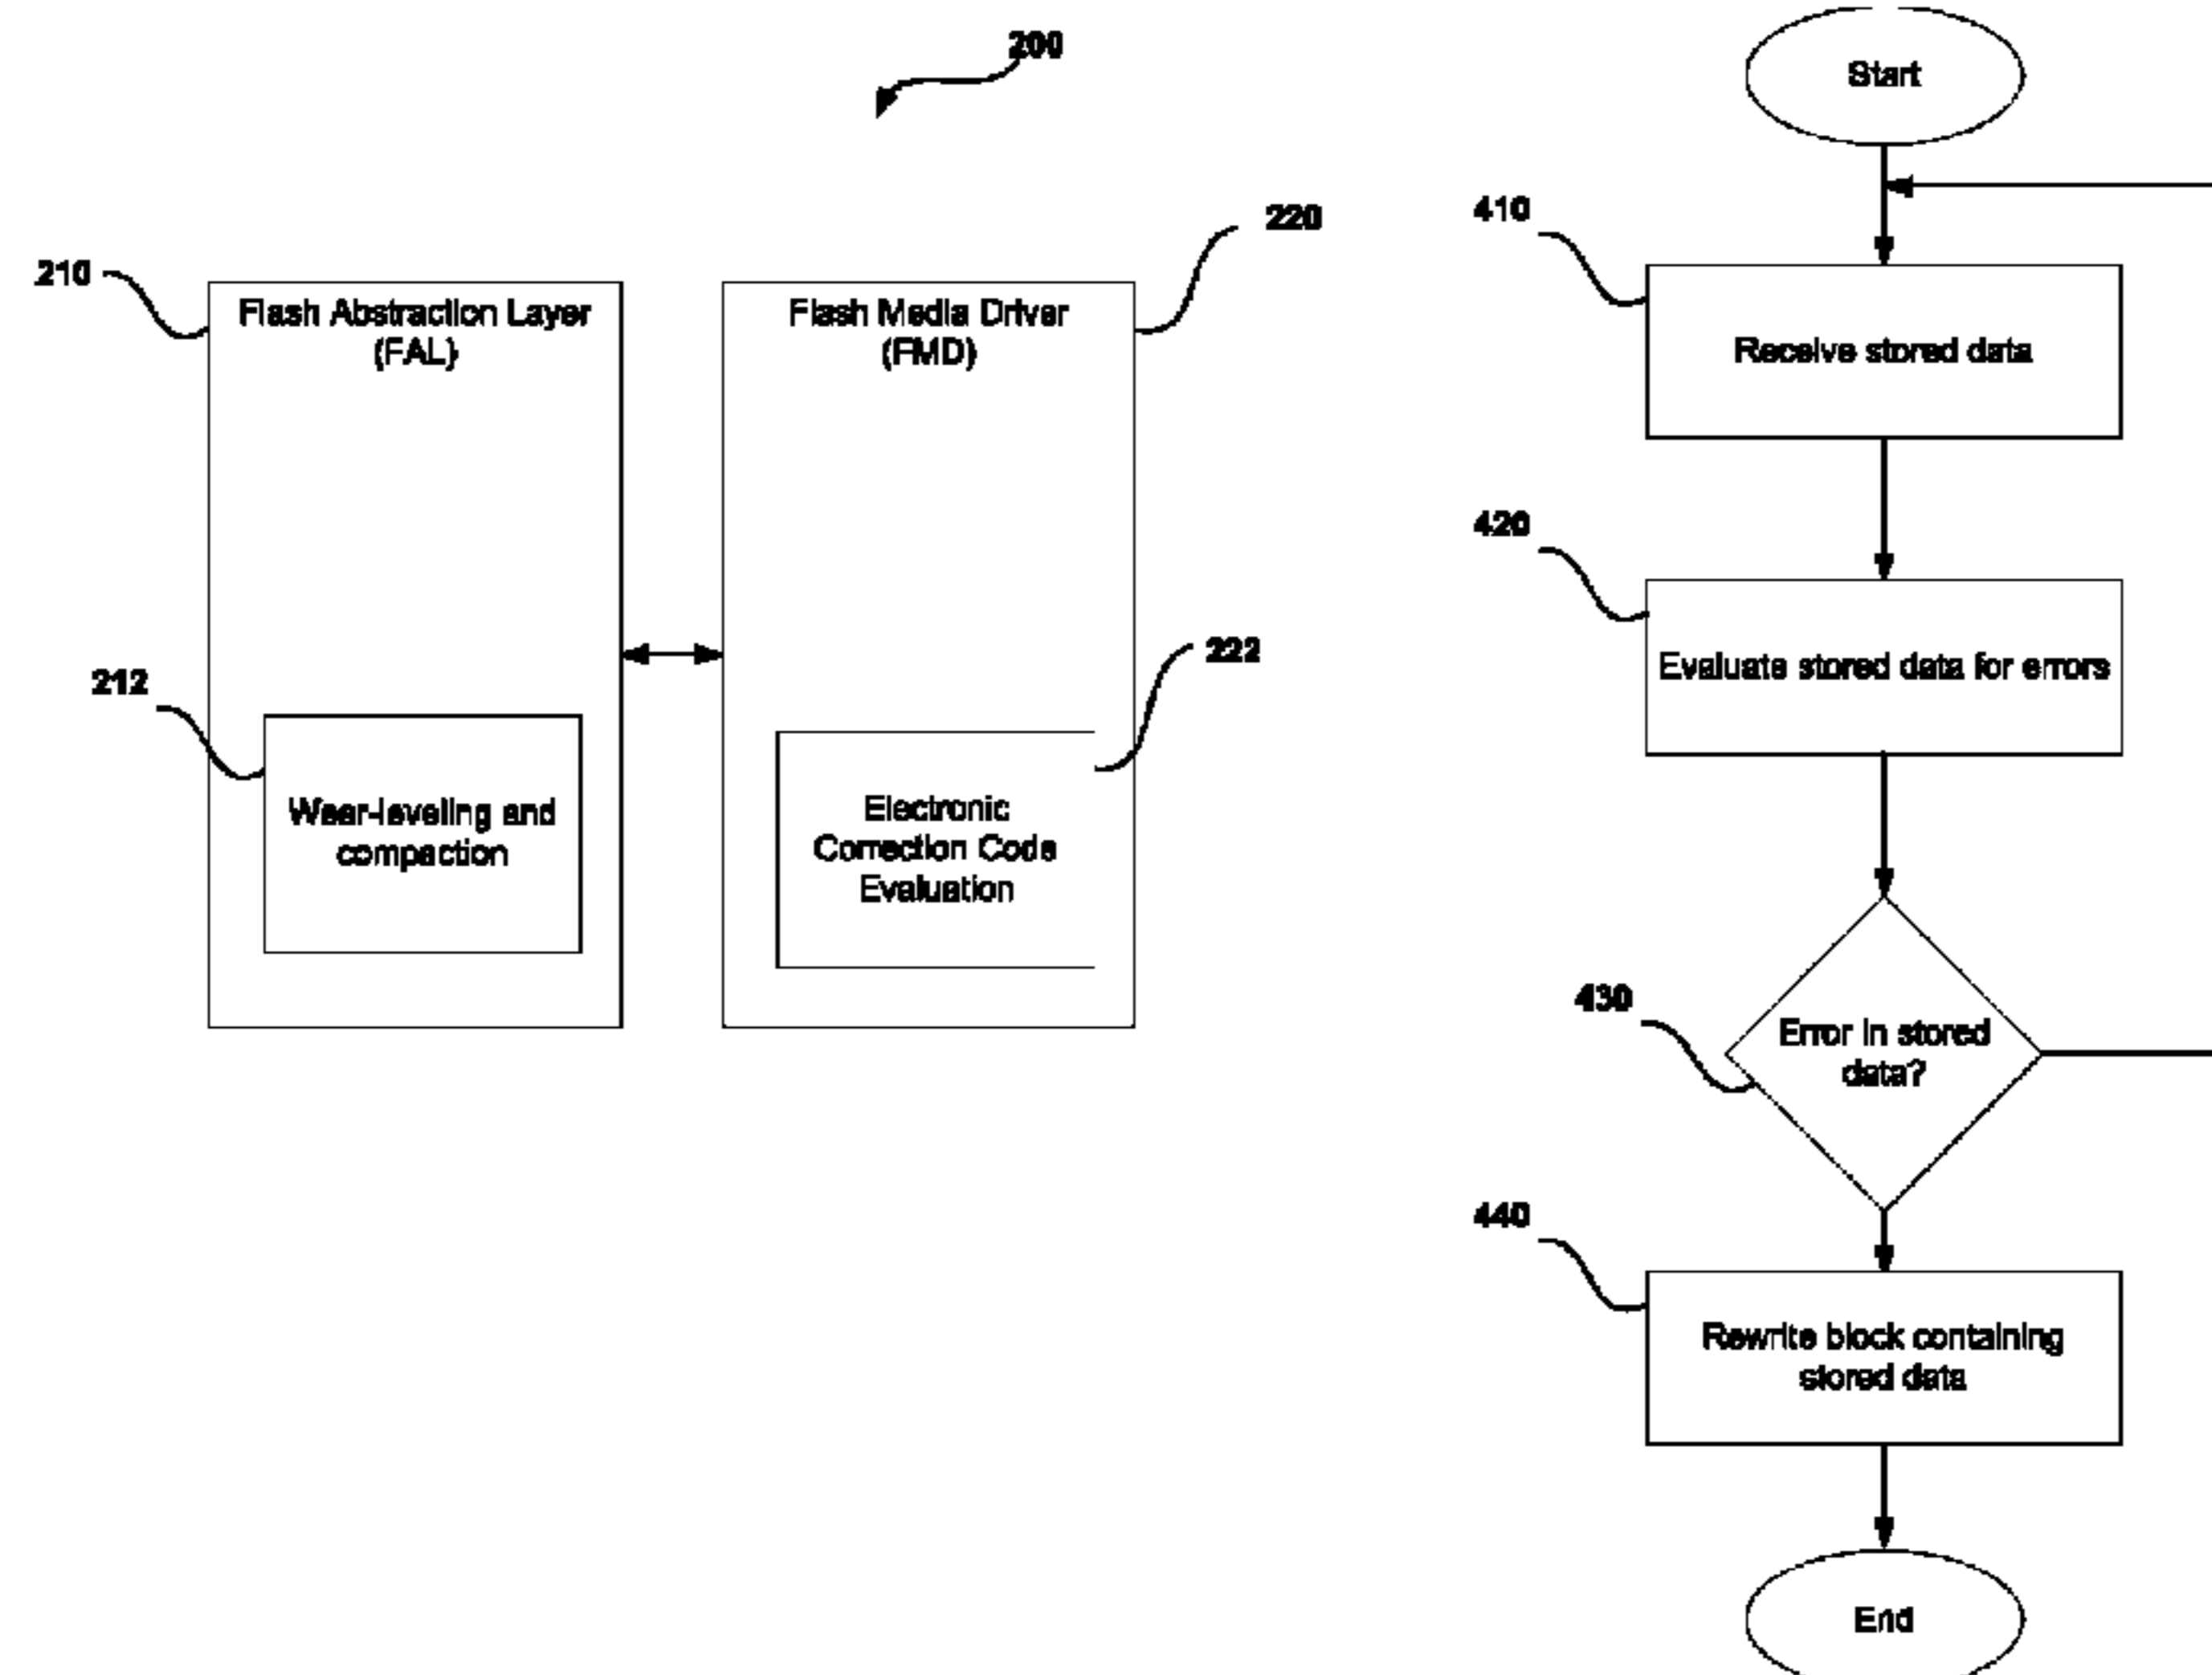 200
210
Flash Abstraction Layer
(FAL)
212
Wear-leveling and
compaction
220
Flash Media Driver
(FMD)
222
Electronic
Correction Code
Evaluation
Start
410
Receive stored data
420
Evaluate stored data for errors
430
Error in stored
data?
440
Rewrite block containing
stored data
End